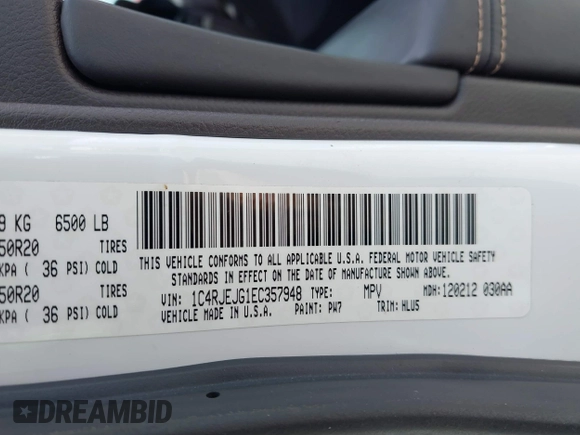 9 KG 6500 LB
50R20 TIRES
KPA ( 36 PSI) COLD
50R20 TIRES
KPA ( 36 PSI) COLD
THIS VEHICLE CONFORMS TO ALL APPLICABLE U.S.A. FEDERAL MOTOR VEHICLE SAFETY
STANDARDS IN EFFECT ON THE DATE OF MANUFACTURE SHOWN ABOVE.
VIN: 1C4RJEJG1EC357948 TYPE: MPV MDH: 120212 030AA
VEHICLE MADE IN U.S.A. PAINT: PW7 TRIM: HLU5
DREAMBID